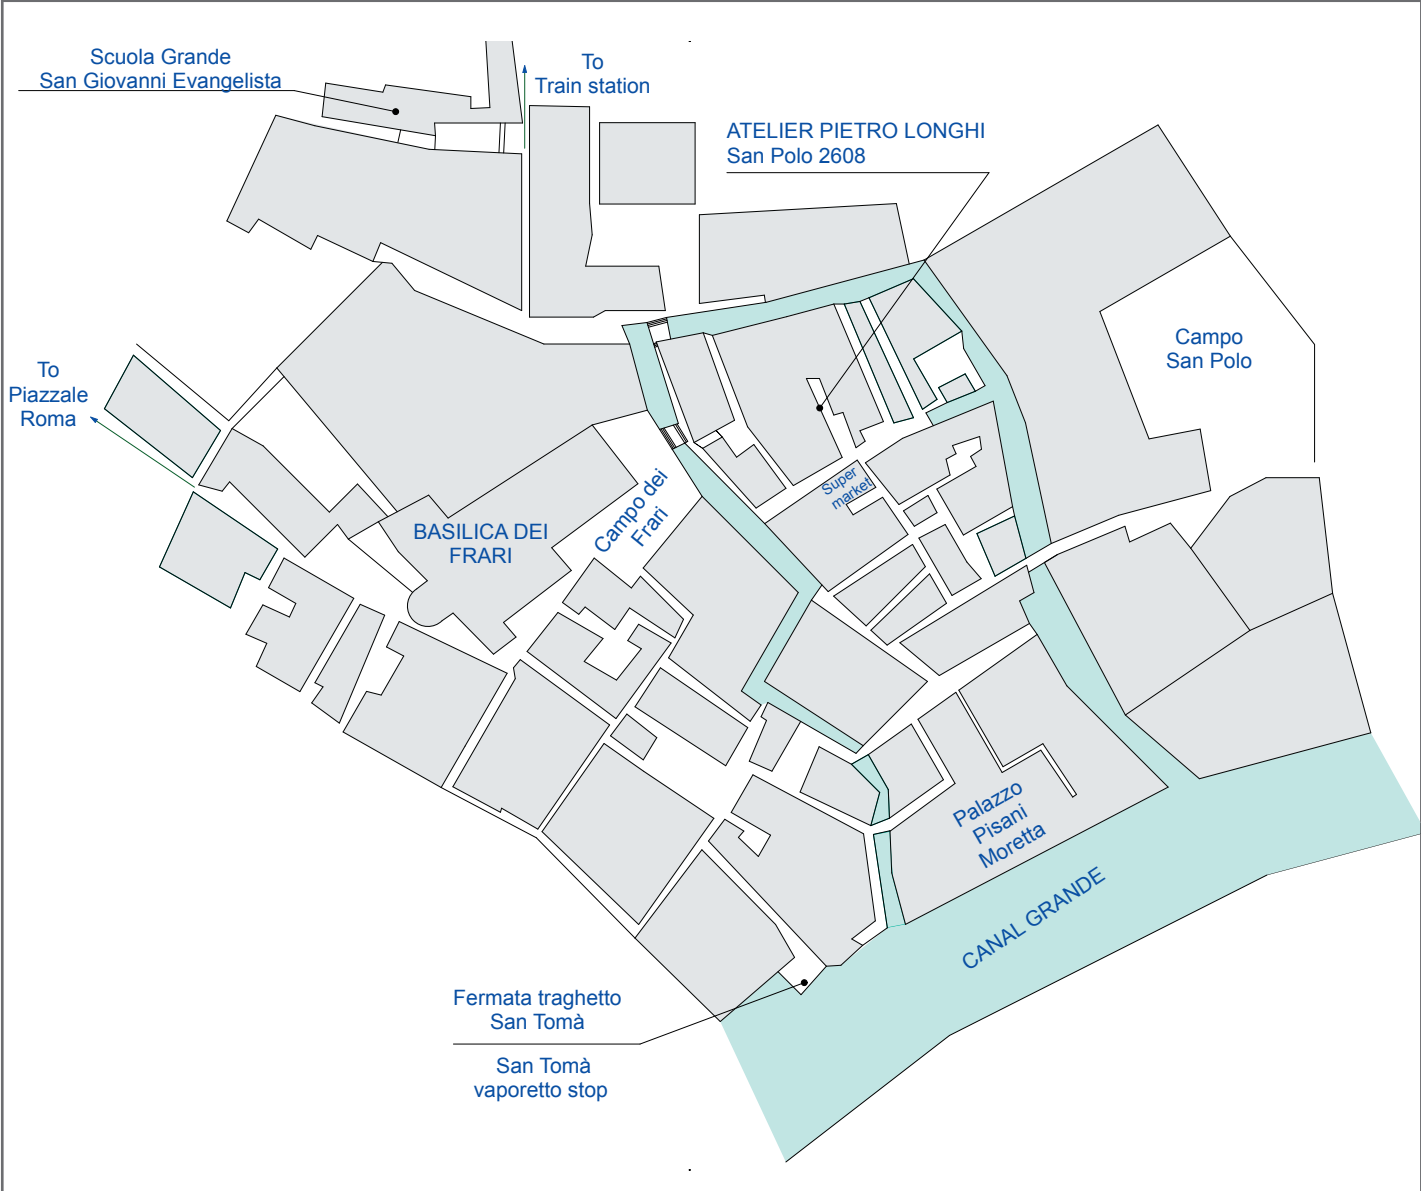 Scuola Grande
San Giovanni Evangelista
To
Train station
ATELIER PIETRO LONGHI
San Polo 2608
Campo
San Polo
To
Piazzale
Roma
Super
market
BASILICA DEI
FRARI
Campo dei
Frari
Palazzo
Pisani
Moretta
CANAL GRANDE
Fermata traghetto
San Tomà
San Tomà
vaporetto stop